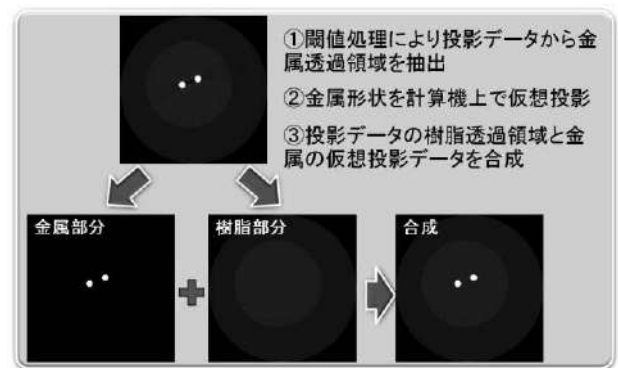 ①閾値処理により投影データから金
属透過領域を抽出
②金属形状を計算機上で仮想投影
③投影データの樹脂透過領域と金
属の仮想投影データを合成
金属部分
樹脂部分
合成